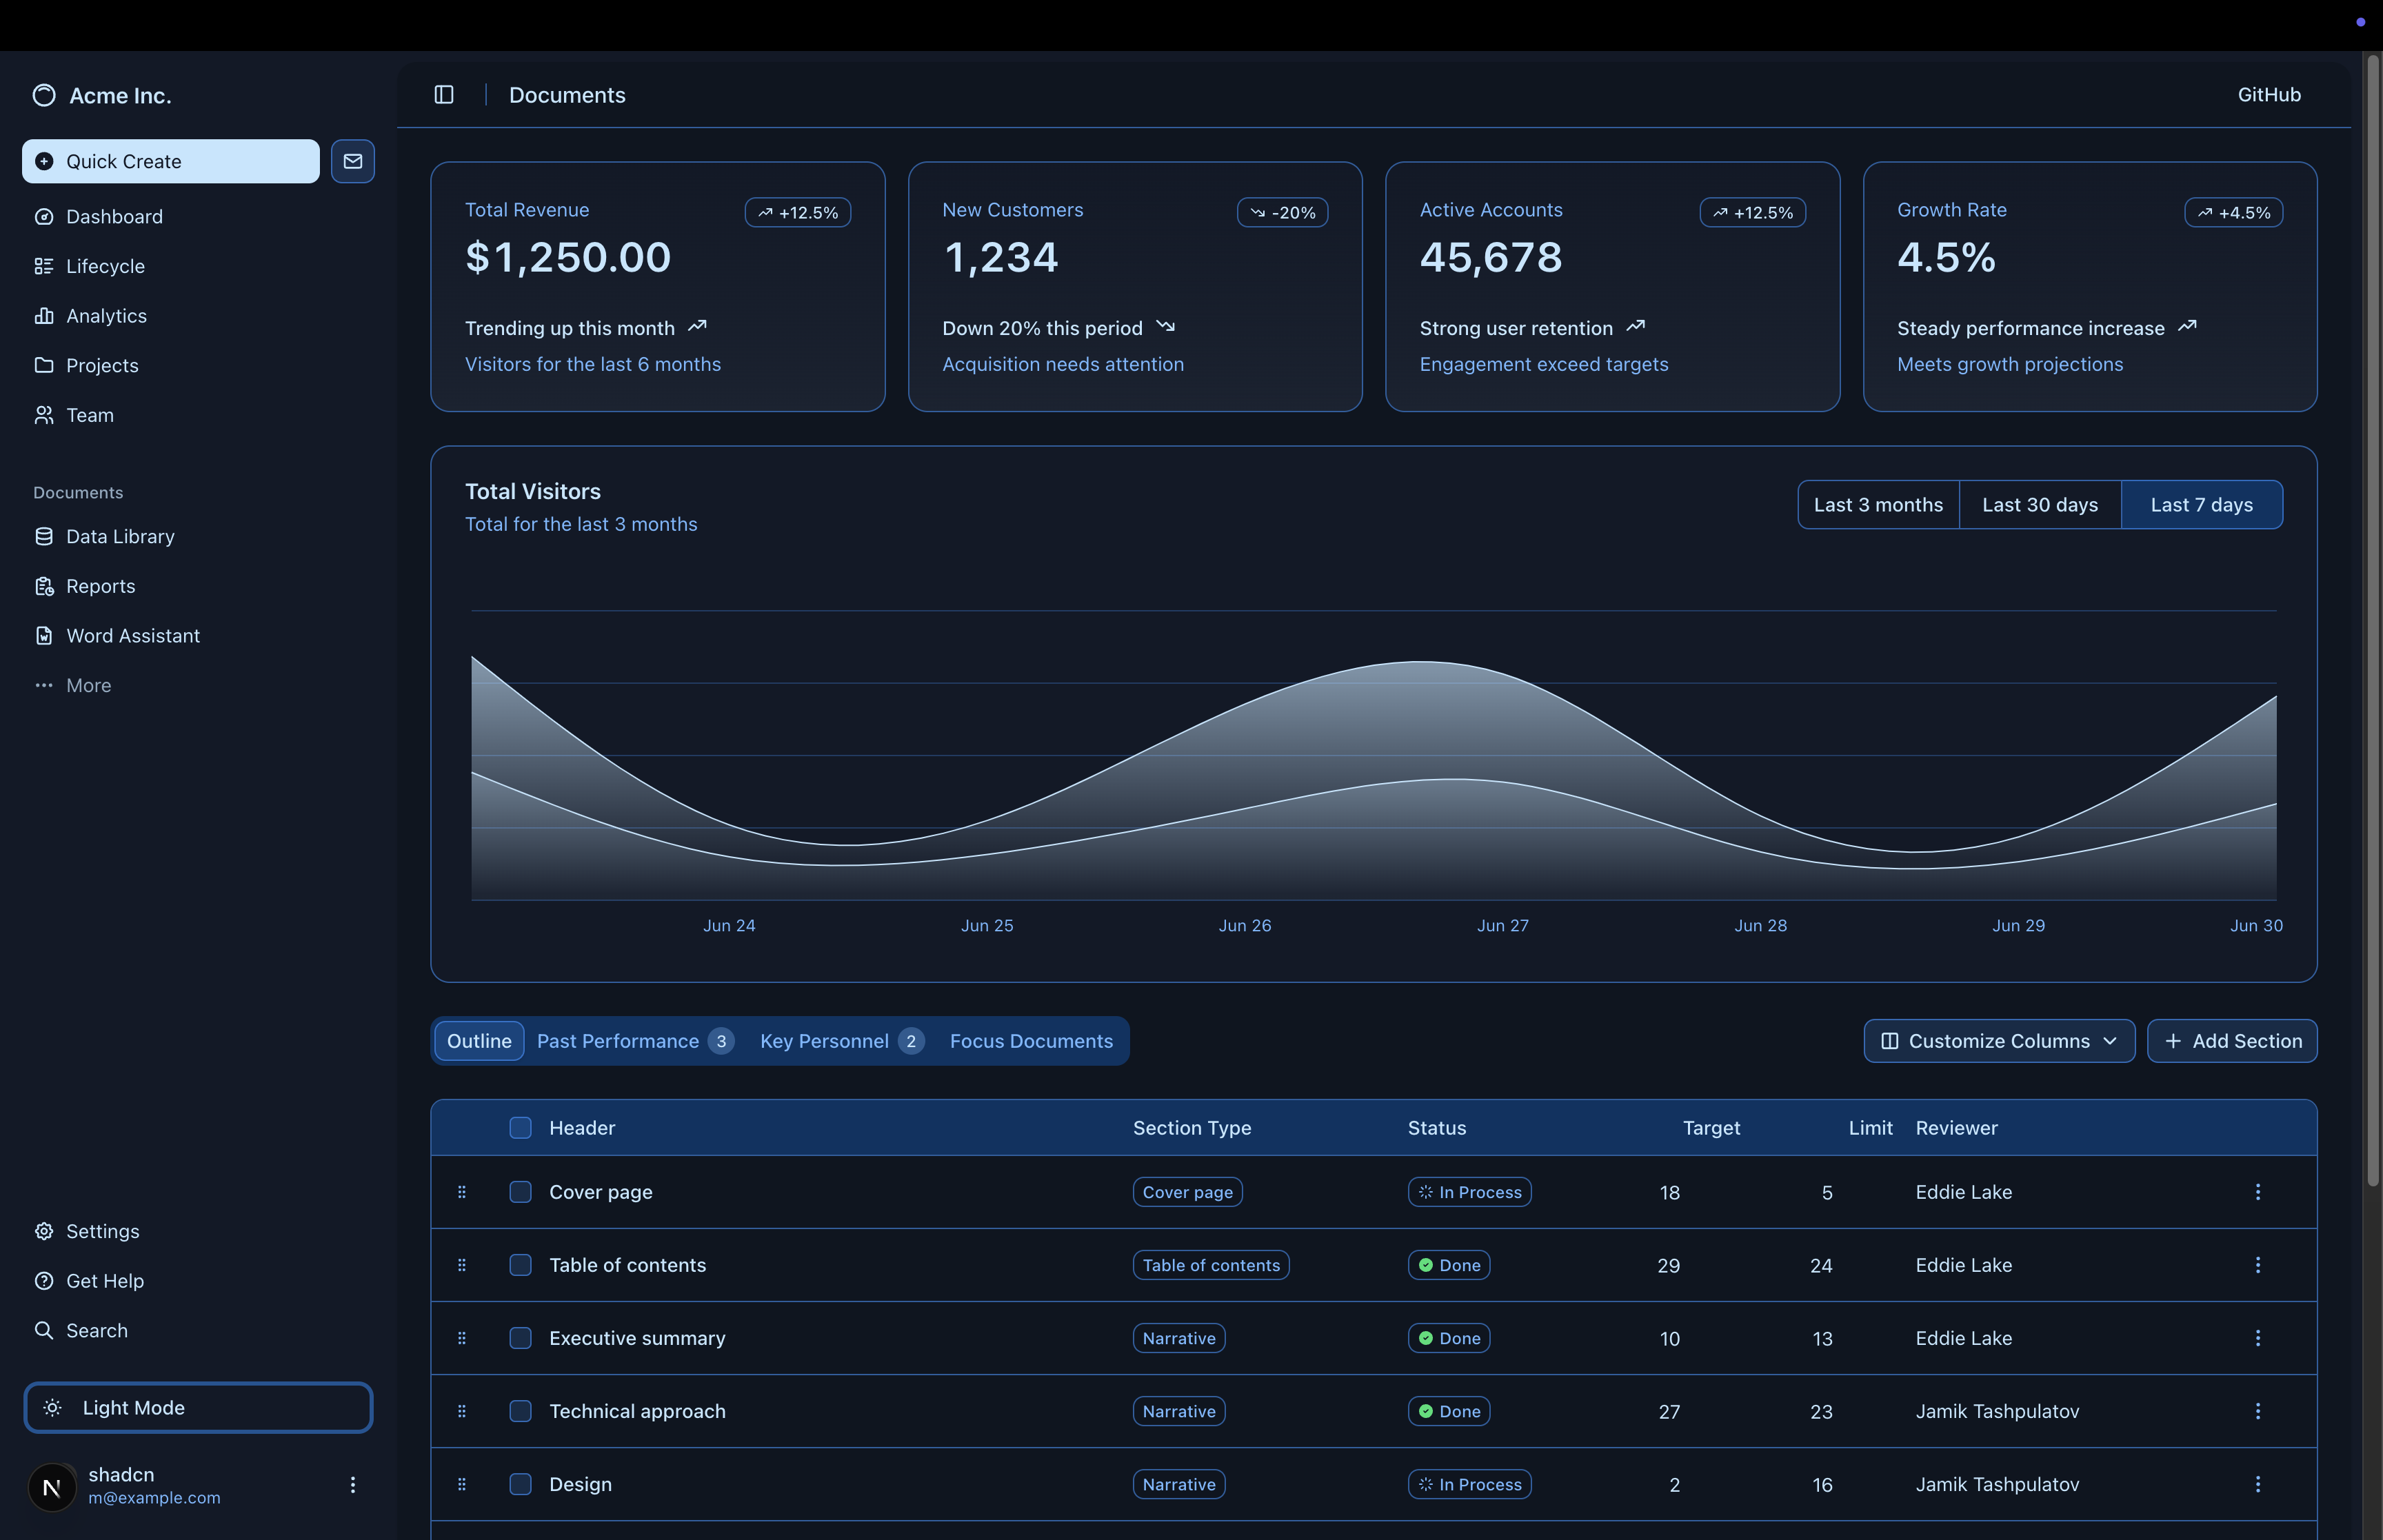 Acme Inc.
Quick Create
Dashboard
Lifecycle
Analytics
Projects
Team
Documents
Data Library
Reports
Word Assistant
More
Settings
Get Help
Search
Light Mode
N
shadcn
m@example.com
Documents
GitHub
Total Revenue
+12.5%
$1,250.00
Trending up this month
Visitors for the last 6 months
New Customers
-20%
1,234
Down 20% this period
Acquisition needs attention
Active Accounts
+12.5%
45,678
Strong user retention
Engagement exceed targets
Growth Rate
+4.5%
4.5%
Steady performance increase
Meets growth projections
Total Visitors
Total for the last 3 months
Last 3 months Last 30 days Last 7 days
Jun 24 Jun 25 Jun 26 Jun 27 Jun 28 Jun 29 Jun 30
Outline Past Performance 3 Key Personnel 2 Focus Documents
Customize Columns Add Section
Header Section Type Status Target Limit Reviewer
Cover page Cover page In Process 18 5 Eddie Lake
Table of contents Table of contents Done 29 24 Eddie Lake
Executive summary Narrative Done 10 13 Eddie Lake
Technical approach Narrative Done 27 23 Jamik Tashpulatov
Design Narrative In Process 2 16 Jamik Tashpulatov